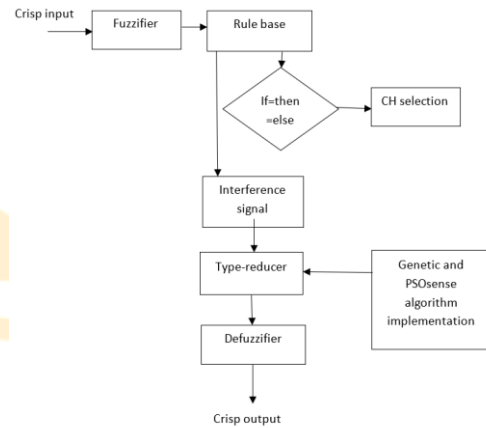 Crisp input
Fuzzifier
Rule base
If=then
=else
CH selection
Interference
signal
Type-reducer
Genetic and
PSOsense
algorithm
implementation
Defuzzifier
Crisp output